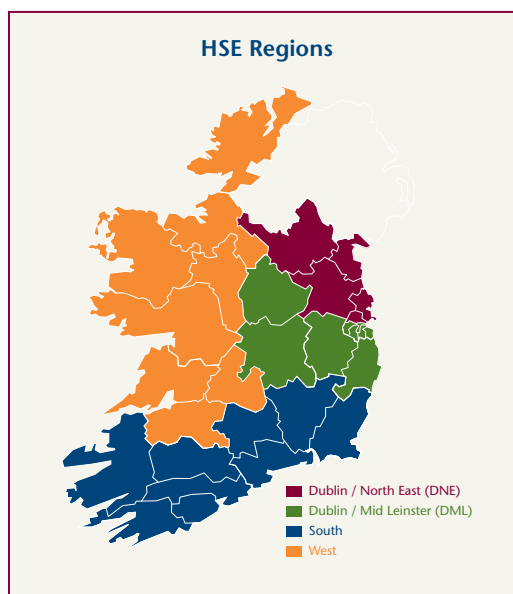 HSE Regions
Dublin / North East (DNE)
Dublin / Mid Leinster (DML)
South
West